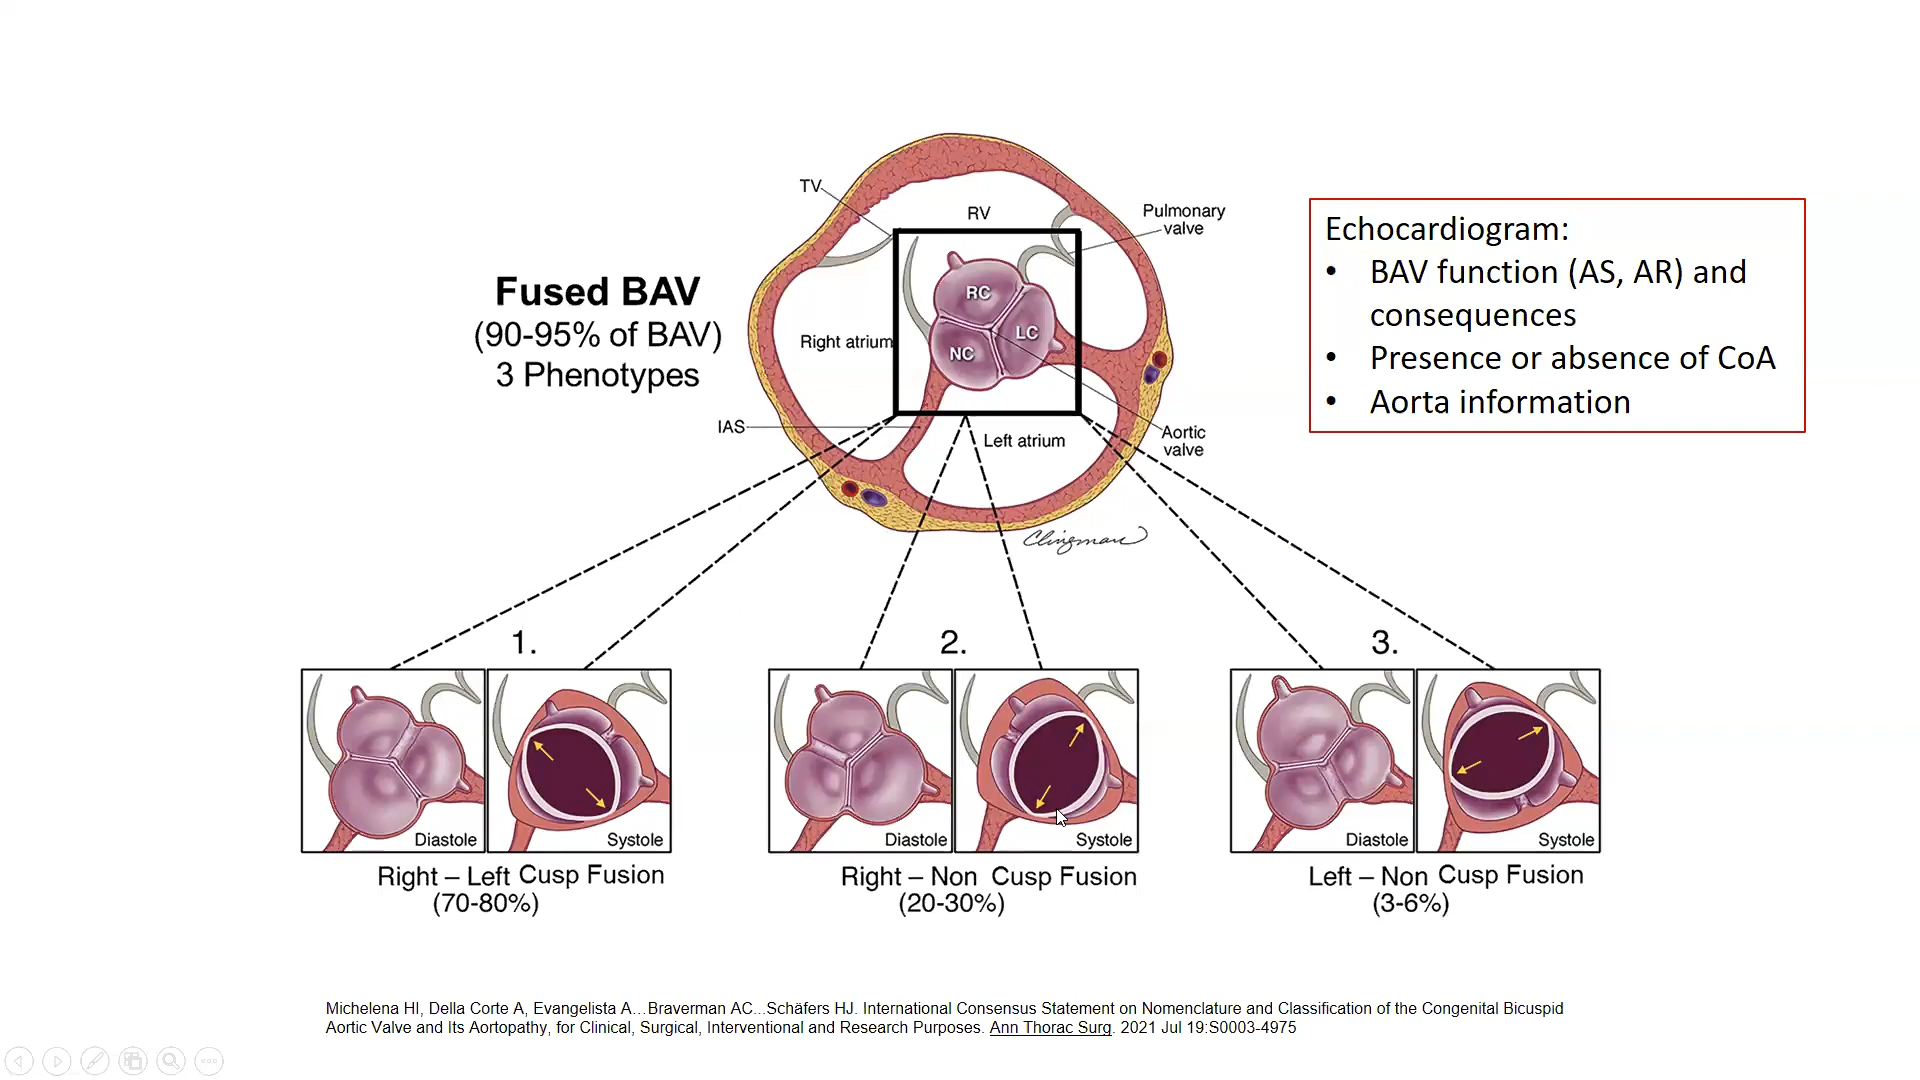 Fused BAV
(90-95% of BAV)
3 Phenotypes
TV
RV
Pulmonary
valve
RC
LC
NC
Right atrium
IAS
Left atrium
Aortic
valve
Clingman
Echocardiogram:
• BAV function (AS, AR) and
consequences
• Presence or absence of CoA
• Aorta information
1.
2.
3.
Diastole
Systole
Diastole
Systole
Diastole
Systole
Right – Left Cusp Fusion
(70-80%)
Right – Non Cusp Fusion
(20-30%)
Left – Non Cusp Fusion
(3-6%)
Michelena HI, Della Corte A, Evangelista A…Braverman AC...Schäfers HJ. International Consensus Statement on Nomenclature and Classification of the Congenital Bicuspid
Aortic Valve and Its Aortopathy, for Clinical, Surgical, Interventional and Research Purposes. Ann Thorac Surg. 2021 Jul 19:S0003-4975